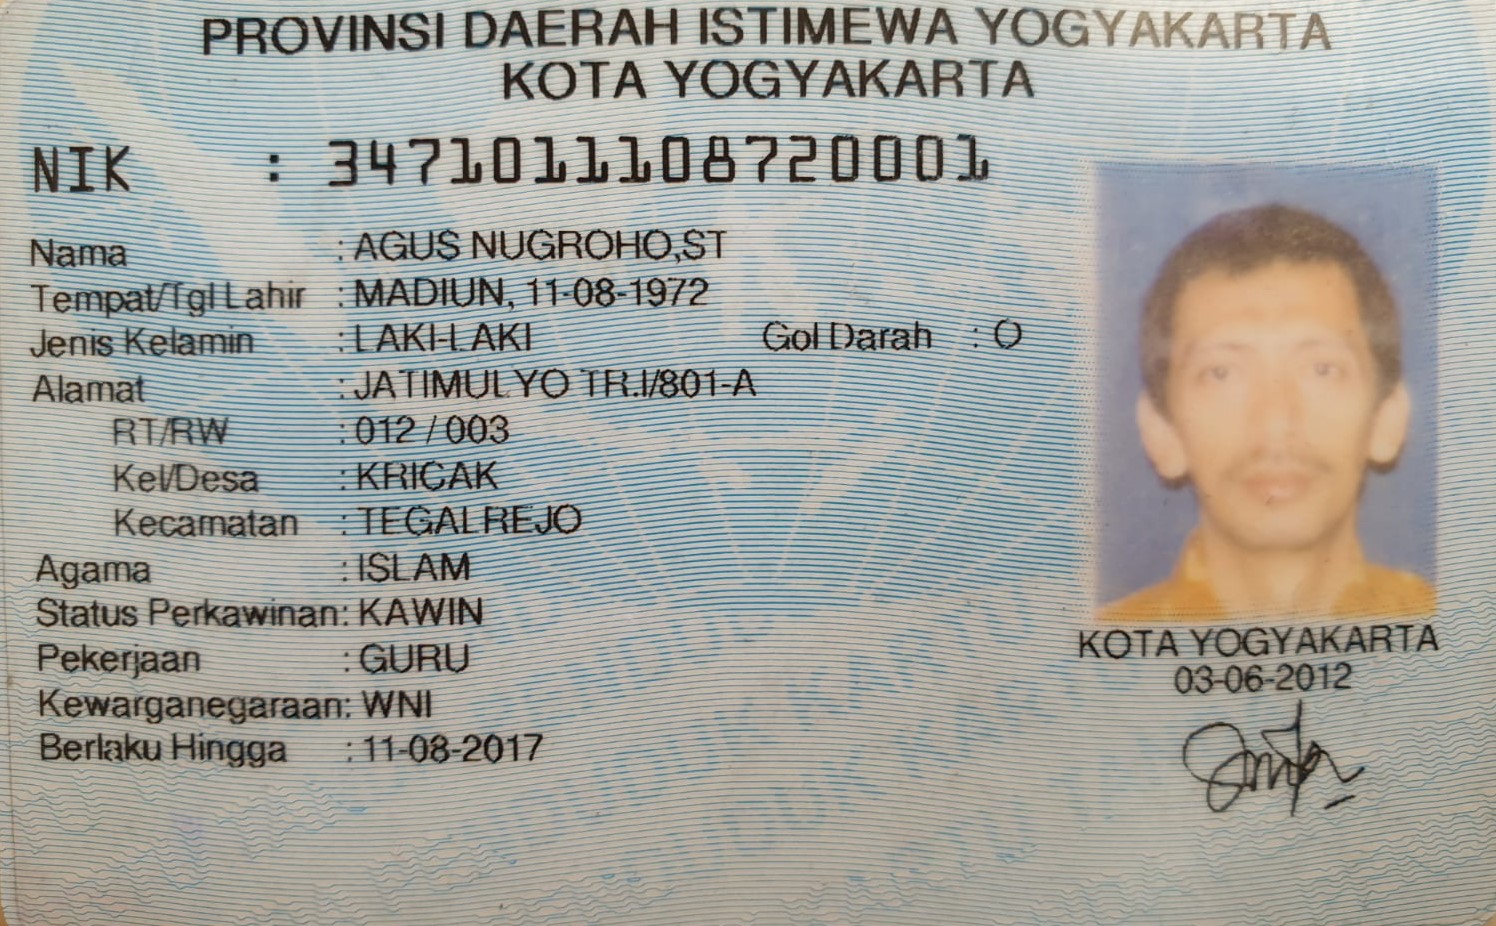 PROVINSI DAERAH ISTIMEWA YOGYAKARTA
KOTA YOGYAKARTA
NIK : 3471011108720001
Nama : AGUS NUGROHO,ST
Tempat/Tgl Lahir : MADIUN, 11-08-1972
Jenis Kelamin : LAKI-LAKI Gol Darah : O
Alamat : JATIMULYO TR.I/801-A
RT/RW : 012 / 003
Kel/Desa : KRICAK
Kecamatan : TEGALREJO
Agama : ISLAM
Status Perkawinan: KAWIN
Pekerjaan : GURU
Kewarganegaraan: WNI
Berlaku Hingga : 11-08-2017
KOTA YOGYAKARTA
03-06-2012